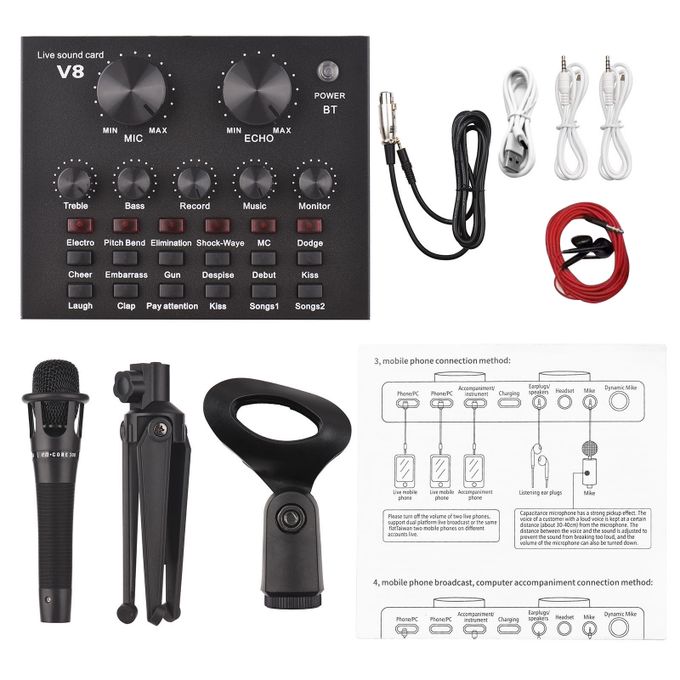 Live sound card
V8
POWER
BT
MIN MAX
MIC
MIN MAX
ECHO
Treble Bass Record Music Monitor
Electro Pitch Bend Elimination Shock-Waye MC Dodge
Cheer Embarrass Gun Despise Debut Kiss
Laugh Clap Pay attention Kiss Songs1 Songs2
CORE
3, mobile phone connection method:
Phone/PC Phone/PC Accompaniment/
instrument Charging Earplugs/
speakers Headset Mike Dynamic Mike
Live mobile
phone
Live mobile
phone
Accompaniment
phone
Listening ear plugs
Mike
Please turn off the volume of two live phones,
support dual platform live broadcast or the same
flatTaiwan two mobile phones on different
accounts live.
Capacitance microphone has a strong pickup effect. The
voice of a customer with a loud voice is kept at a certain
distance (about 30-40cm) from the microphone. The
distance between the voice and the sound is adjusted to
prevent the sound from breaking too loud, and the
volume of the microphone can also be turned down.
4, mobile phone broadcast, computer accompaniment connection method:
Phone/PC Phone/PC Accompaniment/
instrument Charging Earplugs/
speakers Headset Mike Dynamic Mike